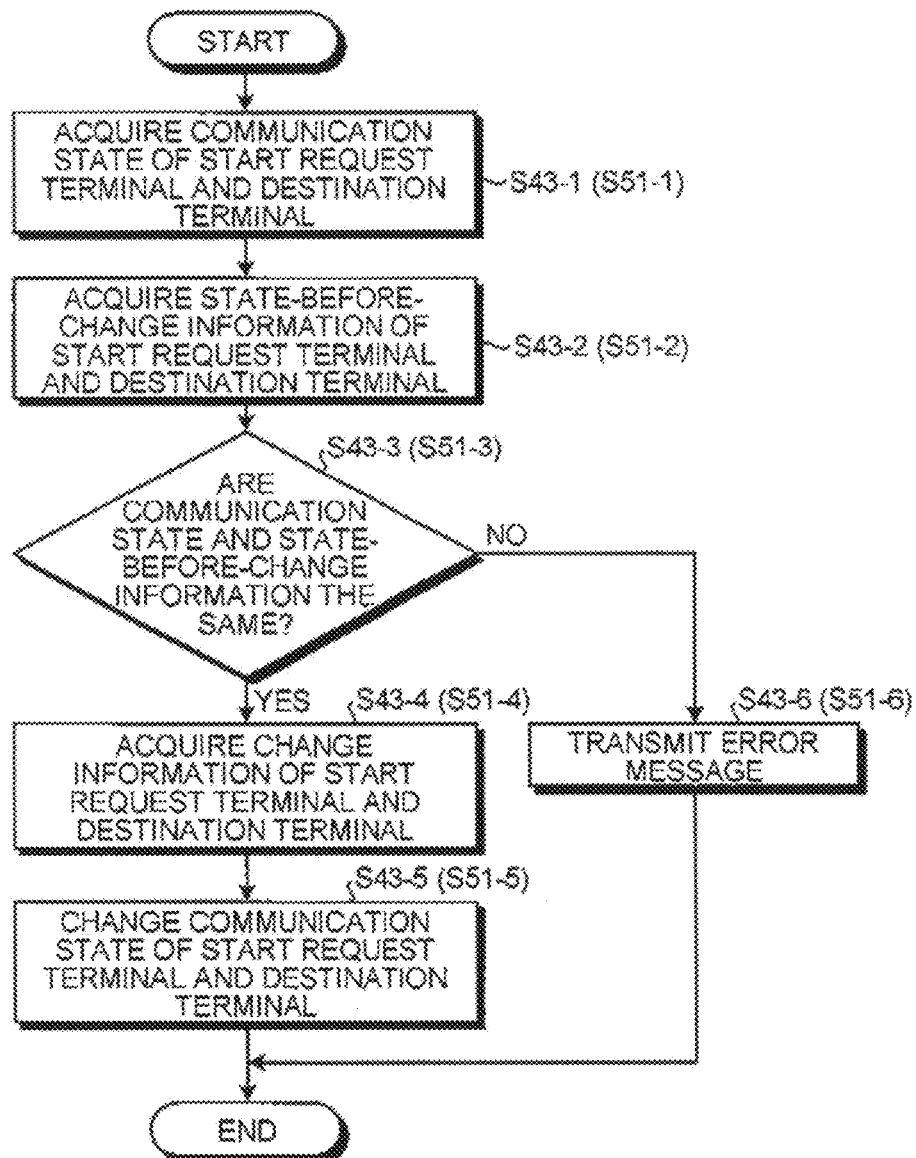 START
ACQUIRE COMMUNICATION
STATE OF START REQUEST
TERMINAL AND DESTINATION
TERMINAL
S43-1 (S51-1)
ACQUIRE STATE-BEFORE-
CHANGE INFORMATION OF
START REQUEST TERMINAL
AND DESTINATION TERMINAL
S43-2 (S51-2)
S43-3 (S51-3)
ARE
COMMUNICATION
STATE AND STATE-
BEFORE-CHANGE
INFORMATION THE
SAME?
NO
YES
S43-4 (S51-4)
ACQUIRE CHANGE
INFORMATION OF START
REQUEST TERMINAL AND
DESTINATION TERMINAL
S43-6 (S51-6)
TRANSMIT ERROR
MESSAGE
S43-5 (S51-5)
CHANGE COMMUNICATION
STATE OF START REQUEST
TERMINAL AND DESTINATION
TERMINAL
END